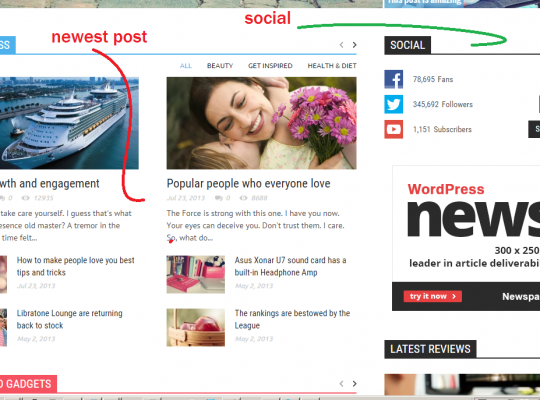 This post is amazing
social
newest post
SS
ALL BEAUTY GET INSPIRED HEALTH & DIET
wth and engagement
0 12935
take care yourself. I guess that's what
esence old master? A tremor in the
time felt...
How to make people love you best
tips and tricks
Jul 23, 2013
Libratone Lounge are returning
back to stock
May 2, 2013
Popular people who everyone love
Jul 23, 2013 0 8688
The Force is strong with this one. I have you now.
Your eyes can deceive you. Don't trust them. I care.
So, what do...
Asus Xonar U7 sound card has a
built-in Headphone Amp
May 2, 2013
The rankings are bestowed by the
League
May 2, 2013
O GADGETS
SOCIAL
78,695 Fans
345,692 Followers
1,151 Subscribers
S
WordPress
news
300 x 250
leader in article deliverabi
try it now
Newspa
LATEST REVIEWS